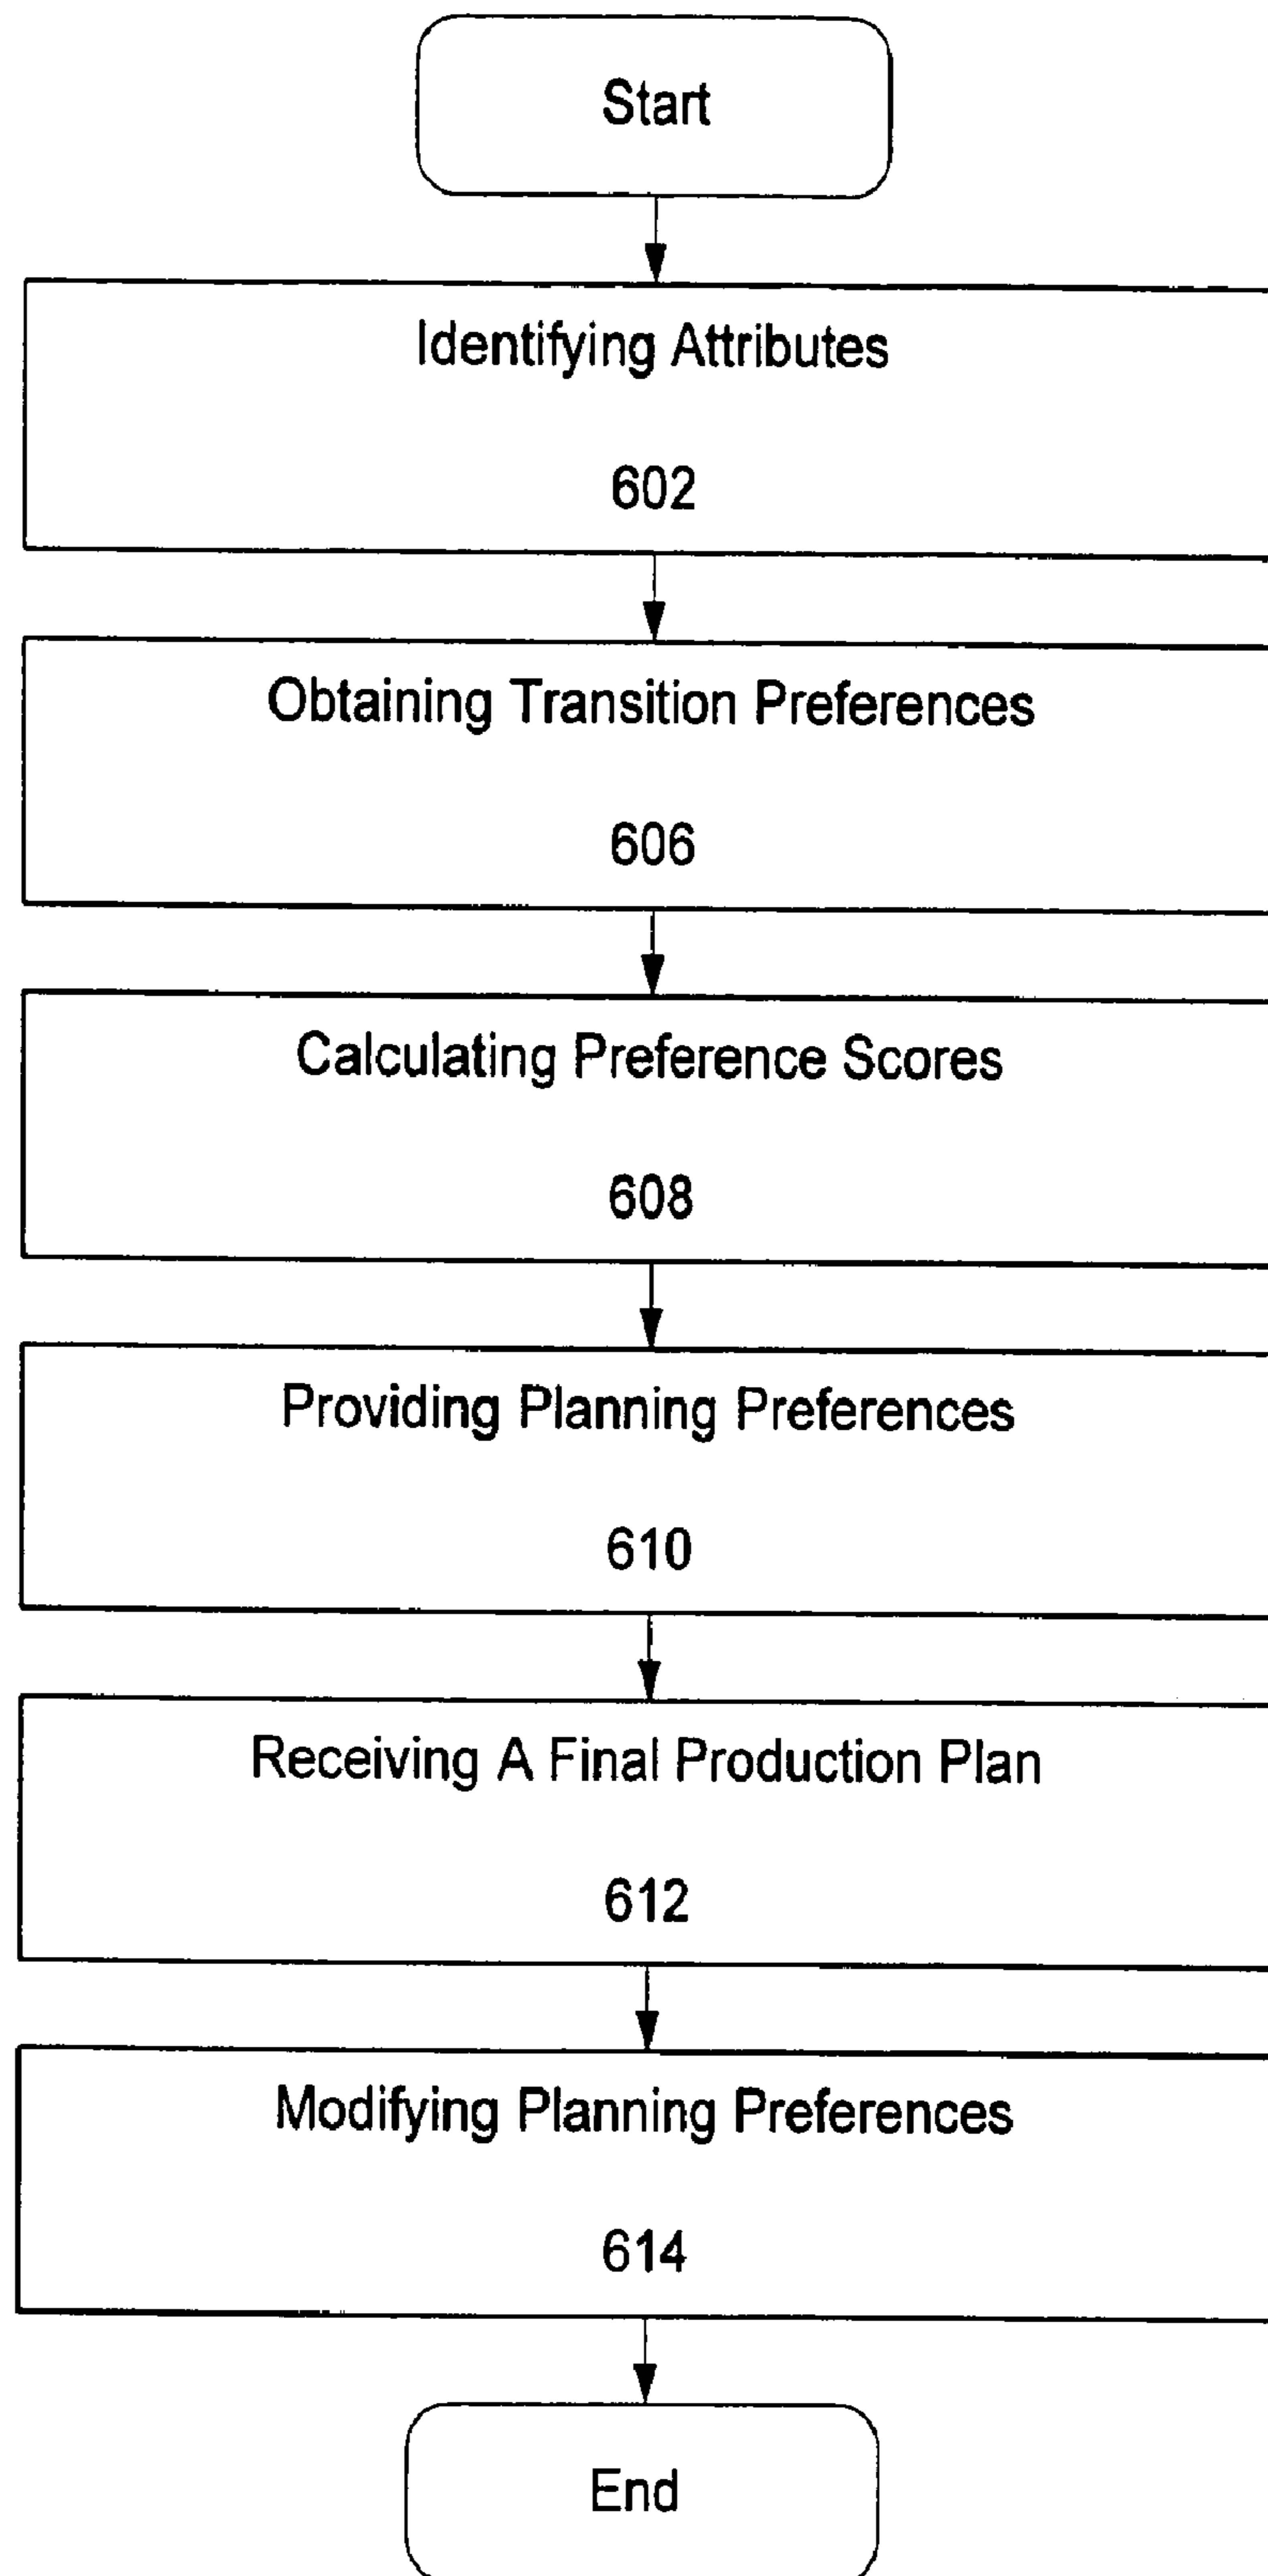 Start
Identifying Attributes
602
Obtaining Transition Preferences
606
Calculating Preference Scores
608
Providing Planning Preferences
610
Receiving A Final Production Plan
612
Modifying Planning Preferences
614
End